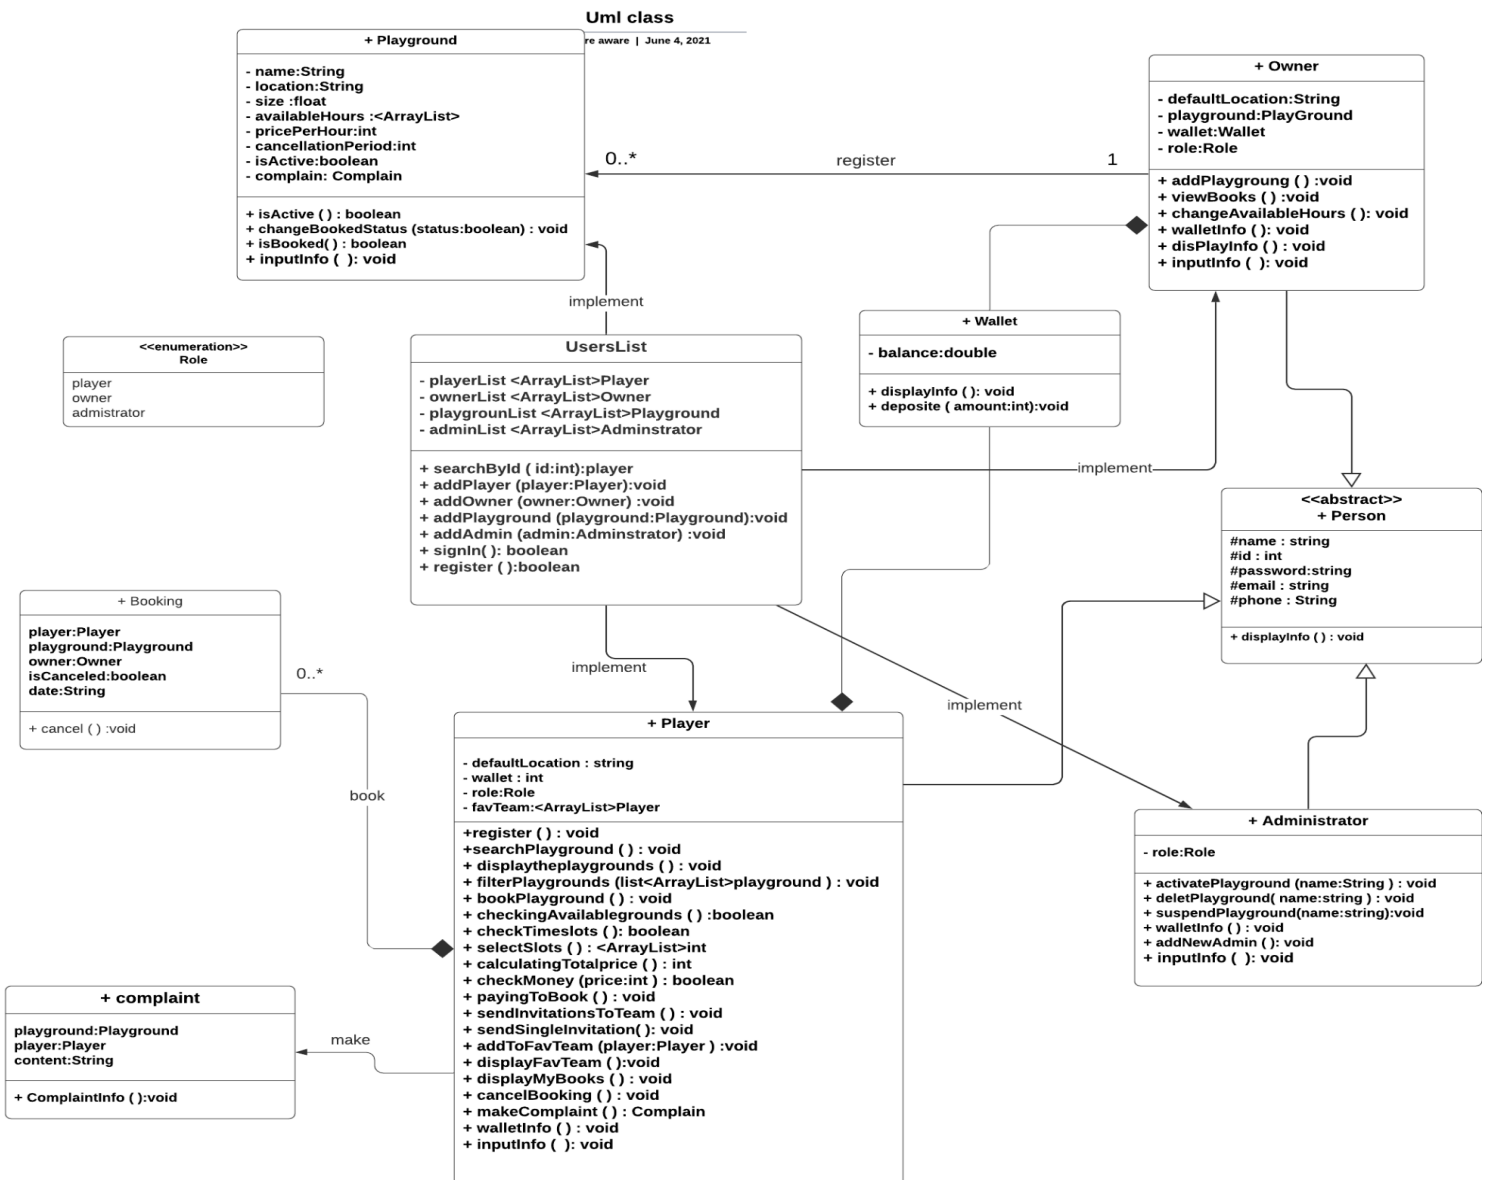 Uml class
re aware | June 4, 2021
+ Playground
- name:String
- location:String
- size :float
- availableHours :<ArrayList>
- pricePerHour:int
- cancellationPeriod:int
- isActive:boolean
- complain: Complain
+ isActive ( ) : boolean
+ changeBookedStatus (status:boolean) : void
+ isBooked( ) : boolean
+ inputInfo (  ): void
+ Owner
- defaultLocation:String
- playground:PlayGround
- wallet:Wallet
- role:Role
+ addPlaygroung ( ) :void
+ viewBooks ( ) :void
+ changeAvailableHours ( ): void
+ walletInfo ( ): void
+ disPlayInfo ( ) : void
+ inputInfo (  ): void
0..*
register
1
implement
<<enumeration>>
Role
player
owner
admistrator
UsersList
- playerList <ArrayList>Player
- ownerList <ArrayList>Owner
- playgrounList <ArrayList>Playground
- adminList <ArrayList>Adminstrator
+ searchById ( id:int):player
+ addPlayer (player:Player):void
+ addOwner (owner:Owner) :void
+ addPlayground (playground:Playground):void
+ addAdmin (admin:Adminstrator) :void
+ signIn( ): boolean
+ register ( ):boolean
+ Wallet
- balance:double
+ displayInfo ( ): void
+ deposite ( amount:int):void
implement
<<abstract>>
+ Person
#name : string
#id : int
#password:string
#email : string
#phone : String
+ displayInfo ( ) : void
+ Booking
player:Player
playground:Playground
owner:Owner
isCanceled:boolean
date:String
+ cancel ( ) :void
0..*
book
implement
implement
+ Player
- defaultLocation : string
- wallet : int
- role:Role
- favTeam:<ArrayList>Player
+register ( ) : void
+searchPlayground ( ) : void
+ displaytheplaygrounds ( ) : void
+ filterPlaygrounds (list<ArrayList>playground ) : void
+ bookPlayground ( ) : void
+ checkingAvailablegrounds ( ) :boolean
+ checkTimeslots ( ): boolean
+ selectSlots ( ) : <ArrayList>int
+ calculatingTotalprice ( ) : int
+ checkMoney (price:int ) : boolean
+ payingToBook ( ) : void
+ sendInvitationsToTeam ( ) : void
+ sendSingleInvitation( ): void
+ addToFavTeam (player:Player ) :void
+ displayFavTeam ( ):void
+ displayMyBooks ( ) : void
+ cancelBooking ( ) : void
+ makeComplaint ( ) : Complain
+ walletInfo ( ) : void
+ inputInfo (  ): void
+ Administrator
- role:Role
+ activatePlayground (name:String ) : void
+ deletPlayground( name:string ) : void
+ suspendPlayground(name:string):void
+ walletInfo ( ) : void
+ addNewAdmin ( ): void
+ inputInfo (  ): void
+ complaint
playground:Playground
player:Player
content:String
+ ComplaintInfo ( ):void
make